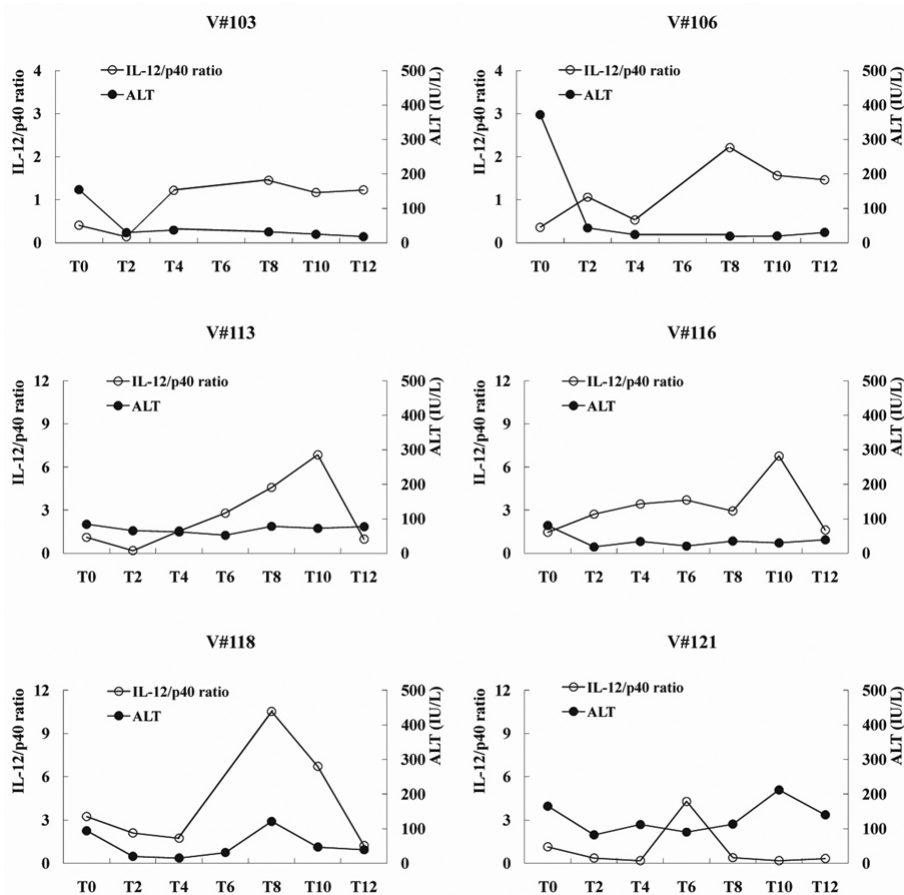 V#103
IL-12/p40 ratio
ALT (IU/L)
IL-12/p40 ratio
ALT
4
3
2
1
0
500
400
300
200
100
0
T0 T2 T4 T6 T8 T10 T12
V#106
IL-12/p40 ratio
ALT (IU/L)
IL-12/p40 ratio
ALT
4
3
2
1
0
500
400
300
200
100
0
T0 T2 T4 T6 T8 T10 T12
V#113
IL-12/p40 ratio
ALT (IU/L)
IL-12/p40 ratio
ALT
12
9
6
3
0
500
400
300
200
100
0
T0 T2 T4 T6 T8 T10 T12
V#116
IL-12/p40 ratio
ALT (IU/L)
IL-12/p40 ratio
ALT
12
9
6
3
0
500
400
300
200
100
0
T0 T2 T4 T6 T8 T10 T12
V#118
IL-12/p40 ratio
ALT (IU/L)
IL-12/p40 ratio
ALT
12
9
6
3
0
500
400
300
200
100
0
T0 T2 T4 T6 T8 T10 T12
V#121
IL-12/p40 ratio
ALT (IU/L)
IL-12/p40 ratio
ALT
12
9
6
3
0
500
400
300
200
100
0
T0 T2 T4 T6 T8 T10 T12